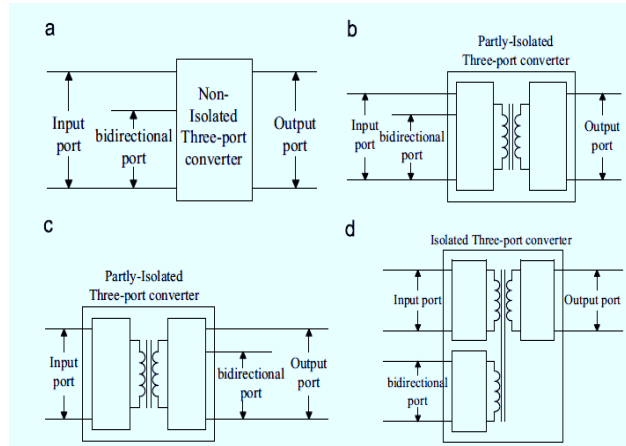 a
Input
port
bidirectional
port
Non-
Isolated
Three-port
converter
Output
port
b
Partly-Isolated
Three-port converter
Input
port
bidirectional
port
Output
port
c
Partly-Isolated
Three-port converter
Input
port
bidirectional
port
Output
port
d
Isolated Three-port converter
Input port
Output port
bidirectional
port